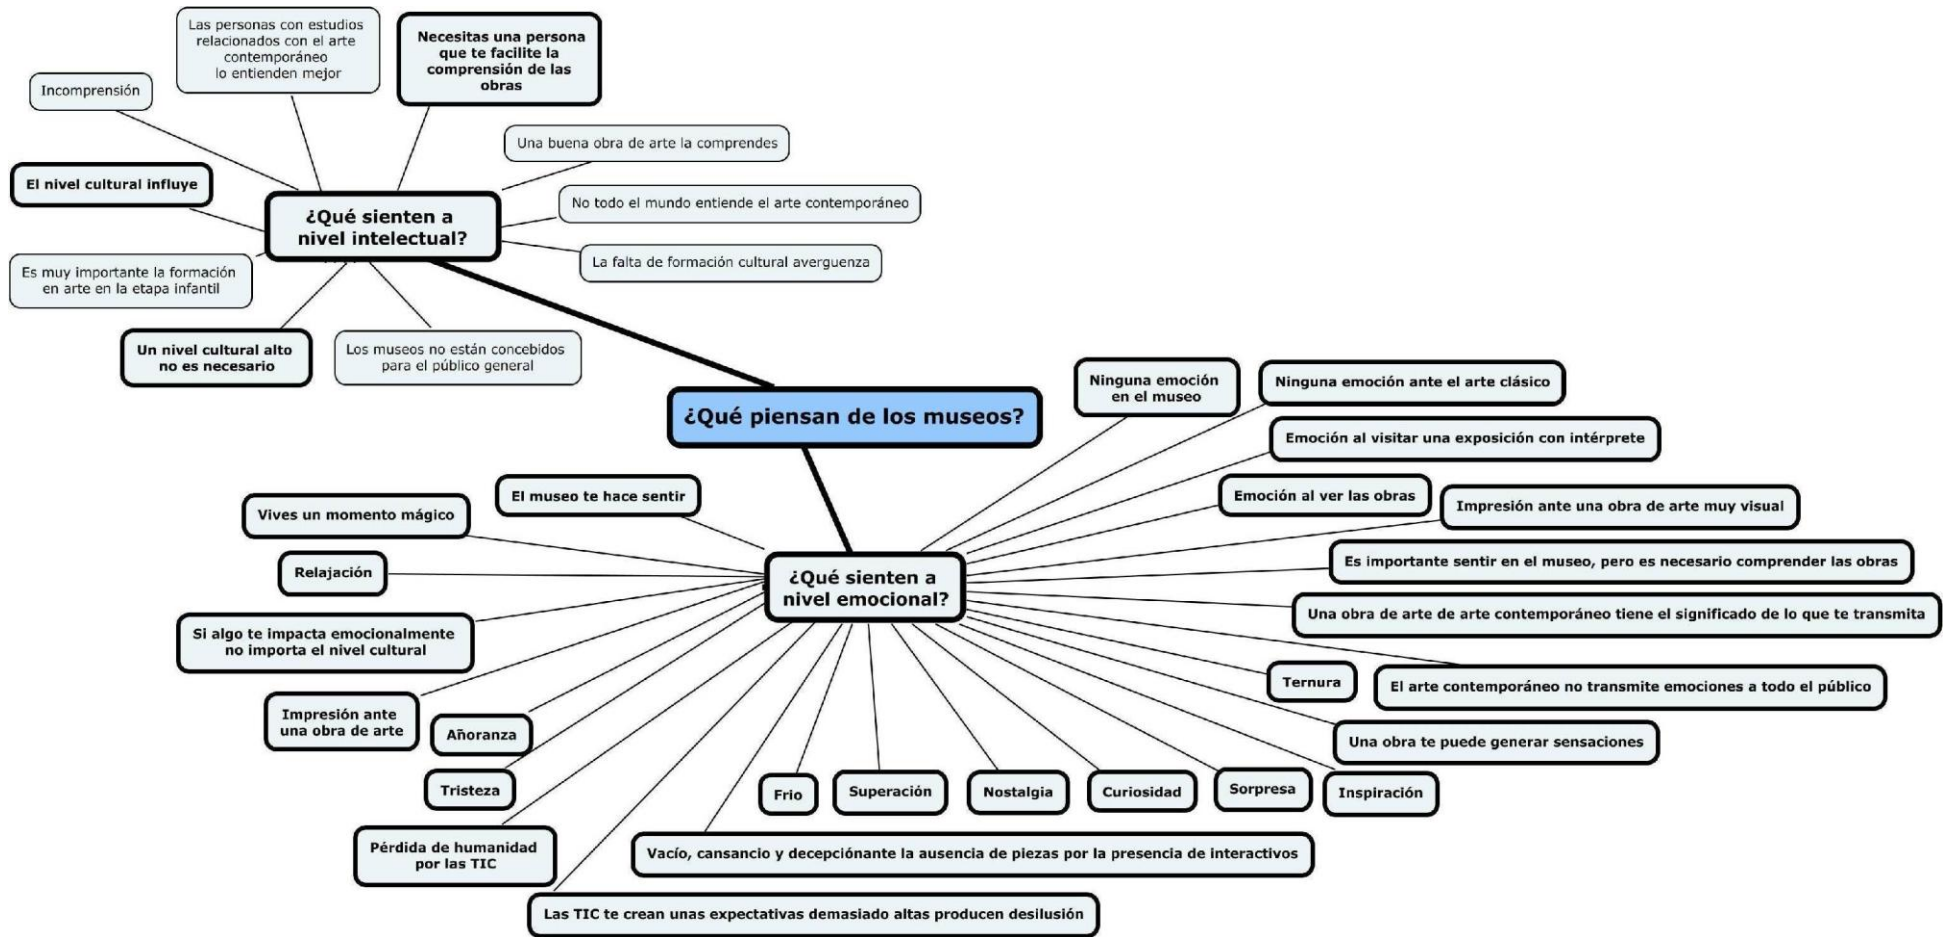 Las personas con estudios
relacionados con el arte
contemporáneo
lo entienden mejor
Necesitas una persona
que te facilite la
comprensión de las
obras
Incomprensión
Una buena obra de arte la comprendes
El nivel cultural influye
No todo el mundo entiende el arte contemporáneo
¿Qué sienten a
nivel intelectual?
La falta de formación cultural averguenza
Es muy importante la formación
en arte en la etapa infantil
Un nivel cultural alto
no es necesario
Los museos no están concebidos
para el público general
¿Qué piensan de los museos?
Ninguna emoción
en el museo
Ninguna emoción ante el arte clásico
Emoción al visitar una exposición con intérprete
El museo te hace sentir
Emoción al ver las obras
Impresión ante una obra de arte muy visual
Vives un momento mágico
Es importante sentir en el museo, pero es necesario comprender las obras
Relajación
¿Qué sienten a
nivel emocional?
Una obra de arte de arte contemporáneo tiene el significado de lo que te transmita
Si algo te impacta emocionalmente
no importa el nivel cultural
Ternura
El arte contemporáneo no transmite emociones a todo el público
Impresión ante
una obra de arte
Añoranza
Una obra te puede generar sensaciones
Tristeza
Frio
Superación
Nostalgia
Curiosidad
Sorpresa
Inspiración
Pérdida de humanidad
por las TIC
Vacío, cansancio y decepciónante la ausencia de piezas por la presencia de interactivos
Las TIC te crean unas expectativas demasiado altas producen desilusión